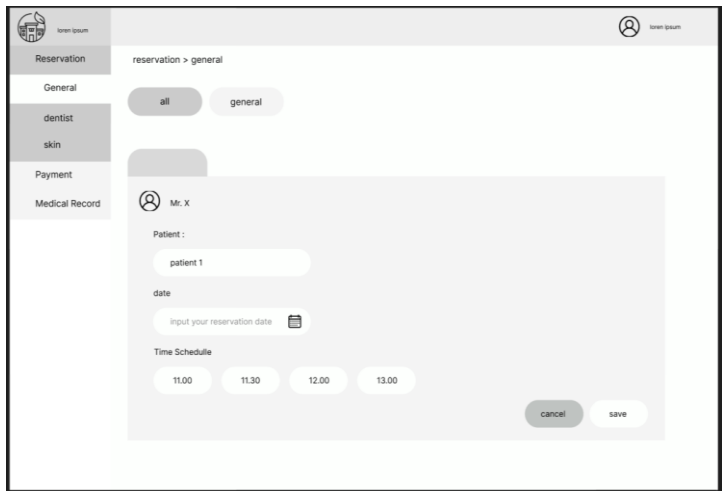 loren ipsum
loren ipsum
Reservation
General
dentist
skin
Payment
Medical Record
reservation > general
all
general
Mr. X
Patient :
patient 1
date
input your reservation date
Time Schedulle
11.00 11.30 12.00 13.00
cancel save